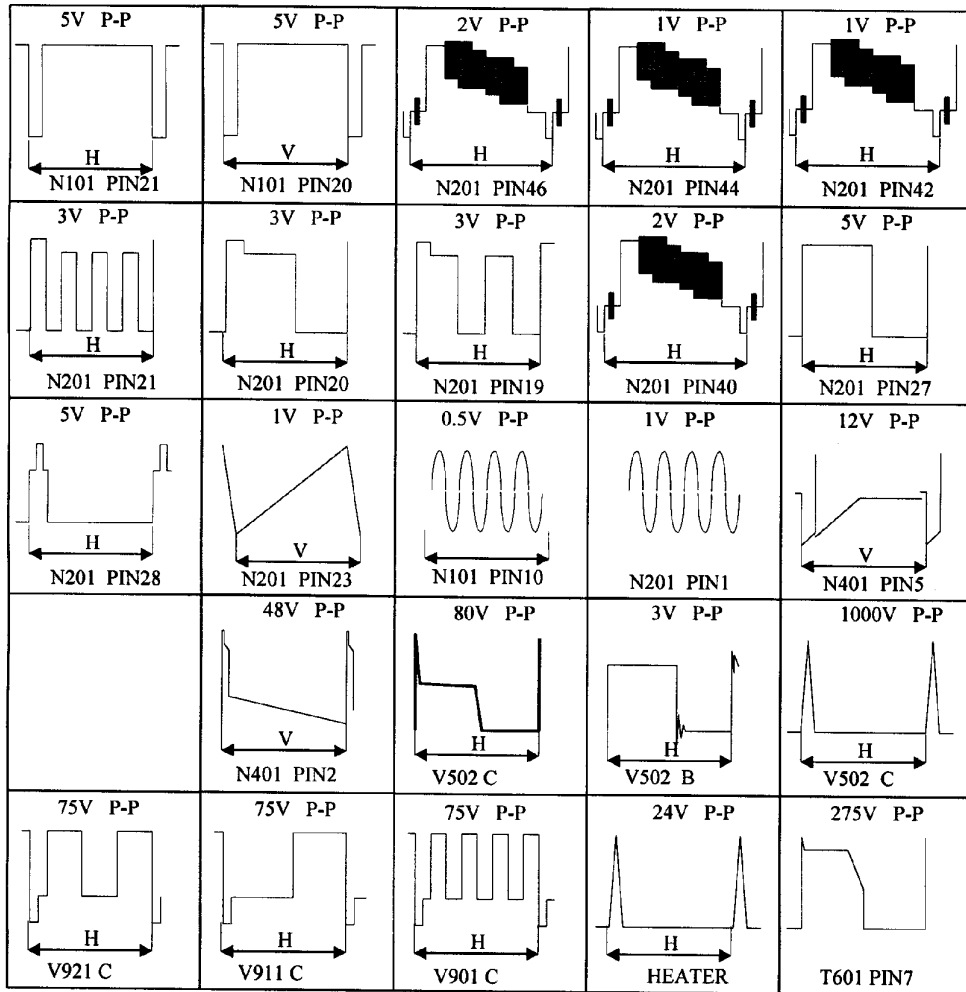 5V P-P
H
N101 PIN21
5V P-P
V
N101 PIN20
2V P-P
H
N201 PIN46
1V P-P
H
N201 PIN44
1V P-P
H
N201 PIN42
3V P-P
H
N201 PIN21
3V P-P
H
N201 PIN20
3V P-P
H
N201 PIN19
2V P-P
H
N201 PIN40
5V P-P
H
N201 PIN27
5V P-P
H
N201 PIN28
1V P-P
V
N201 PIN23
0.5V P-P
H
N101 PIN10
1V P-P
N201 PIN1
12V P-P
V
N401 PIN5
48V P-P
V
N401 PIN2
80V P-P
H
V502 C
3V P-P
H
V502 B
1000V P-P
H
V502 C
75V P-P
H
V921 C
75V P-P
H
V911 C
75V P-P
H
V901 C
24V P-P
H
HEATER
275V P-P
T601 PIN7